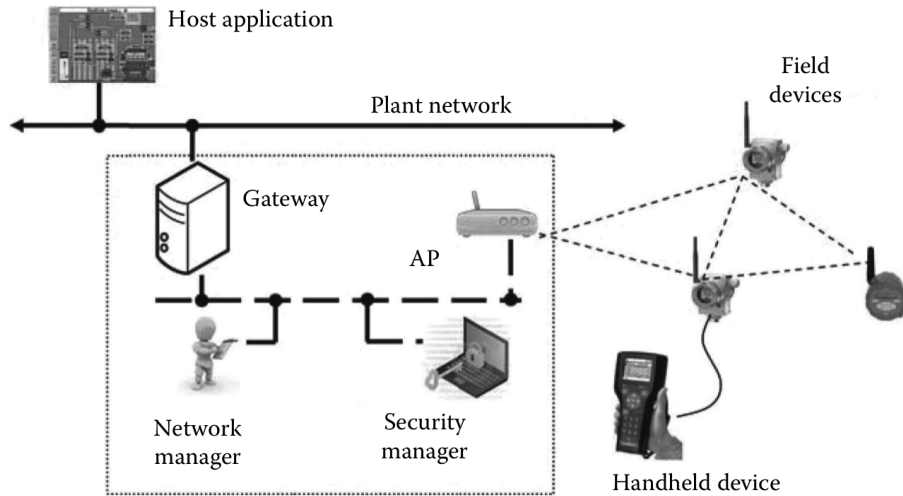 Host application
Plant network
Field
devices
Gateway
AP
Network
manager
Security
manager
Handheld device